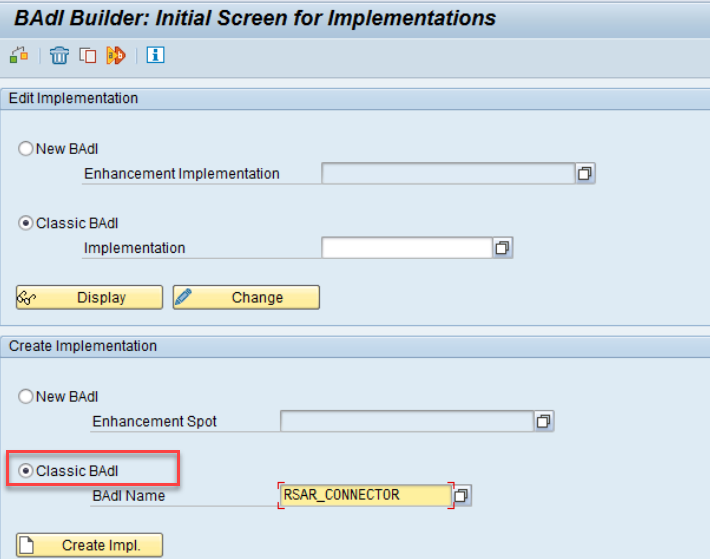 BAdI Builder: Initial Screen for Implementations
Edit Implementation
New BAdI
Enhancement Implementation
Classic BAdI
Implementation
Display Change
Create Implementation
New BAdI
Enhancement Spot
Classic BAdI
BAdI Name RSAR_CONNECTOR
Create Impl.